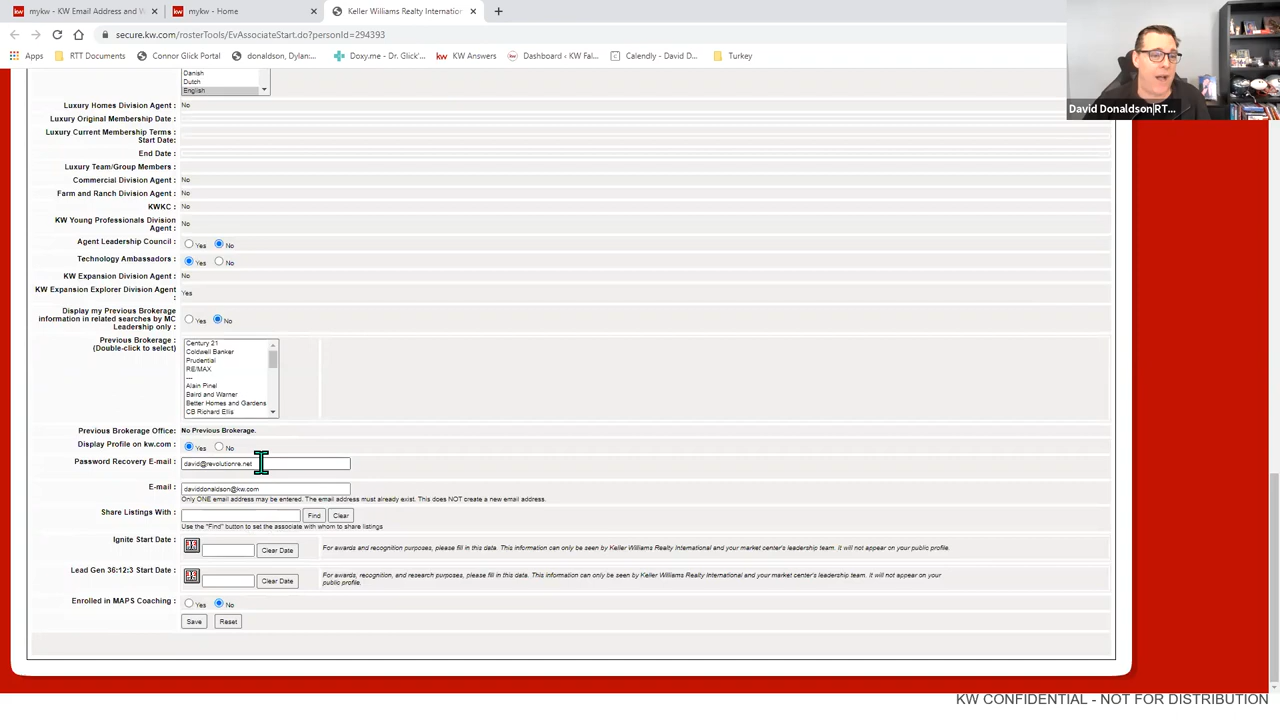 mykw - KW Email Address and W
mykw - Home
Keller Williams Realty Internatio
secure.kw.com/rosterTools/EvAssociateStart.do?personId=294393
Apps
RTT Documents
Connor Glick Portal
donaldson, Dylan:...
Doxy.me - Dr. Glick'...
KW Answers
Dashboard ‹ KW Fal...
Calendly - David D...
Turkey
David Donaldson|RT...
Danish
Dutch
English
Luxury Homes Division Agent : No
Luxury Original Membership Date :
Luxury Current Membership Terms :
Start Date:
End Date :
Luxury Team/Group Members :
Commercial Division Agent : No
Farm and Ranch Division Agent : No
KWKC : No
KW Young Professionals Division
Agent : No
Agent Leadership Council : Yes No
Technology Ambassadors : Yes No
KW Expansion Division Agent : No
KW Expansion Explorer Division Agent
: Yes
Display my Previous Brokerage
information in related searches by MC
Leadership only : Yes No
Previous Brokerage :
(Double-click to select)
Century 21
Coldwell Banker
Prudential
RE/MAX
---
Alain Pinel
Baird and Warner
Better Homes and Gardens
CB Richard Ellis
Previous Brokerage Office: No Previous Brokerage.
Display Profile on kw.com : Yes No
Password Recovery E-mail : david@revolutionre.net
E-mail : daviddonaldson@kw.com
Only ONE email address may be entered. The email address must already exist. This does NOT create a new email address.
Share Listings With : Find Clear
Use the "Find" button to set the associate with whom to share listings
Ignite Start Date : Clear Date For awards and recognition purposes, please fill in this data. This information can only be seen by Keller Williams Realty International and your market center's leadership team. It will not appear on your public profile.
Lead Gen 36:12:3 Start Date : Clear Date For awards, recognition, and research purposes, please fill in this data. This information can only be seen by Keller Williams Realty International and your market center's leadership team. It will not appear on your
public profile.
Enrolled in MAPS Coaching : Yes No
Save Reset
KW CONFIDENTIAL - NOT FOR DISTRIBUTION